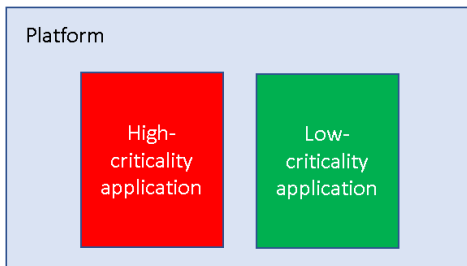 Platform
High-
criticality
application
Low-
criticality
application